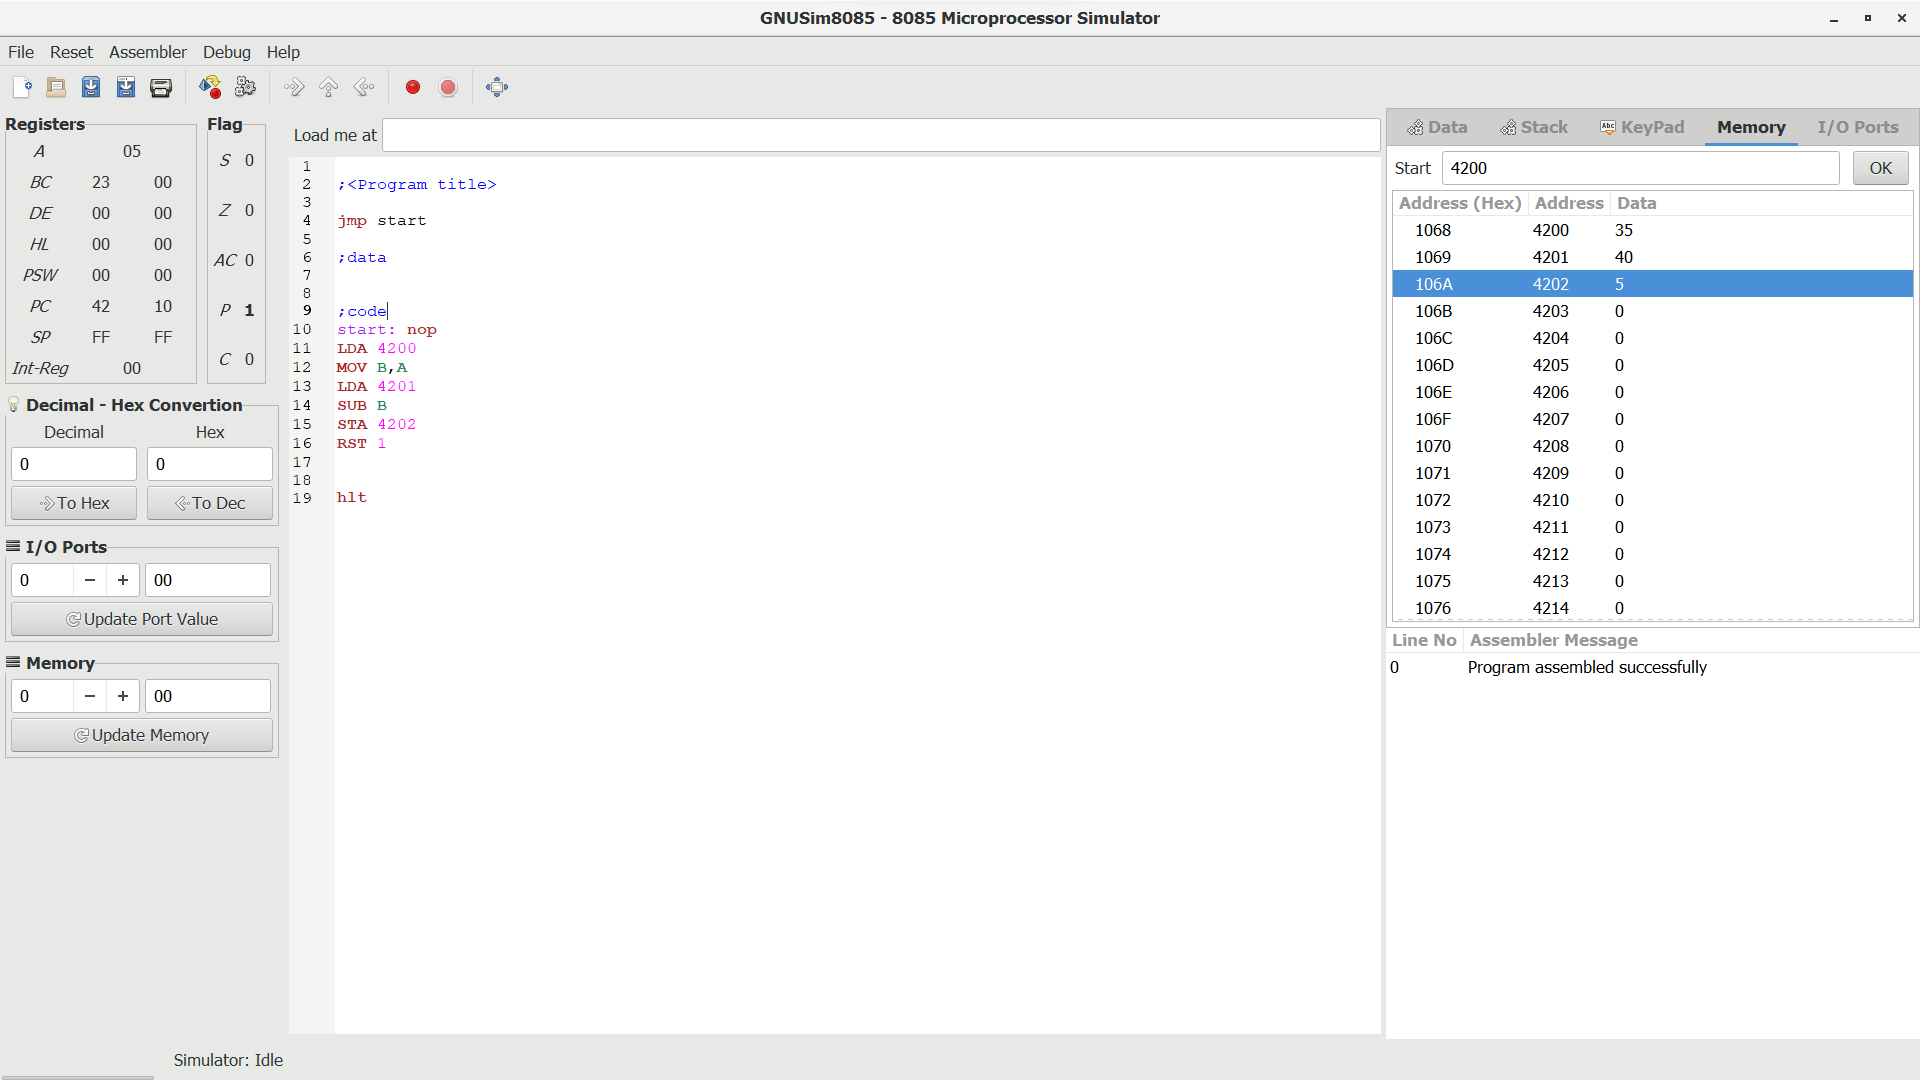 GNUSim8085 - 8085 Microprocessor Simulator
File Reset Assembler Debug Help
Registers
A 05
BC 23 00
DE 00 00
HL 00 00
PSW 00 00
PC 42 10
SP FF FF
Int-Reg 00
Flag
S 0
Z 0
AC 0
P 1
C 0
Decimal - Hex Convertion
Decimal Hex
0 0
To Hex To Dec
I/O Ports
0 − + 00
Update Port Value
Memory
0 − + 00
Update Memory
Load me at
1
2 ;<Program title>
3
4 jmp start
5
6 ;data
7
8
9 ;code
10 start: nop
11 LDA 4200
12 MOV B,A
13 LDA 4201
14 SUB B
15 STA 4202
16 RST 1
17
18
19 hlt
Data Stack Abc KeyPad Memory I/O Ports
Start 4200 OK
Address (Hex) Address Data
1068 4200 35
1069 4201 40
106A 4202 5
106B 4203 0
106C 4204 0
106D 4205 0
106E 4206 0
106F 4207 0
1070 4208 0
1071 4209 0
1072 4210 0
1073 4211 0
1074 4212 0
1075 4213 0
1076 4214 0
Line No Assembler Message
0 Program assembled successfully
Simulator: Idle